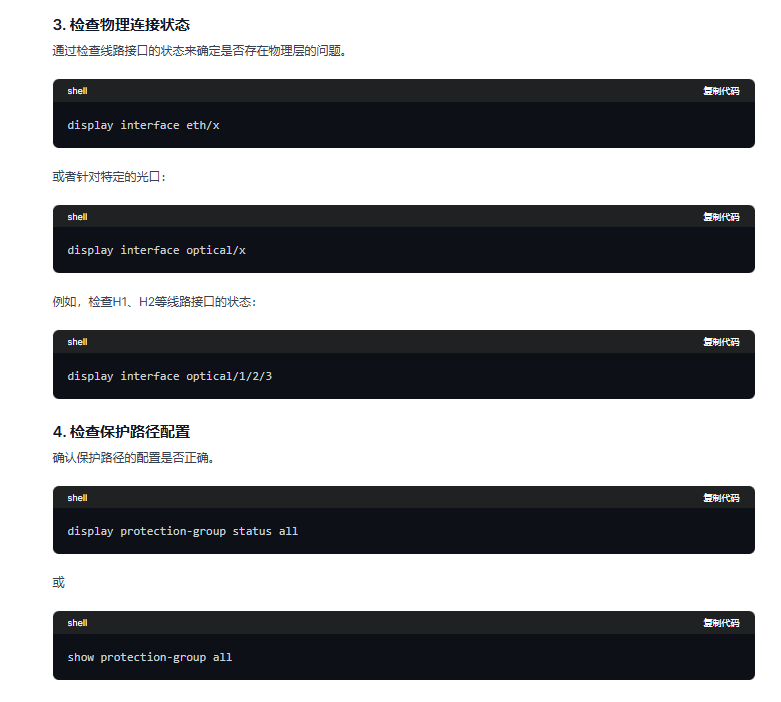 3. 检查物理连接状态
通过检查线路接口的状态来确定是否存在物理层的问题。
shell 复制代码
display interface eth/x
或者针对特定的光口：
shell 复制代码
display interface optical/x
例如，检查H1、H2等线路接口的状态：
shell 复制代码
display interface optical/1/2/3
4. 检查保护路径配置
确认保护路径的配置是否正确。
shell 复制代码
display protection-group status all
或
shell 复制代码
show protection-group all